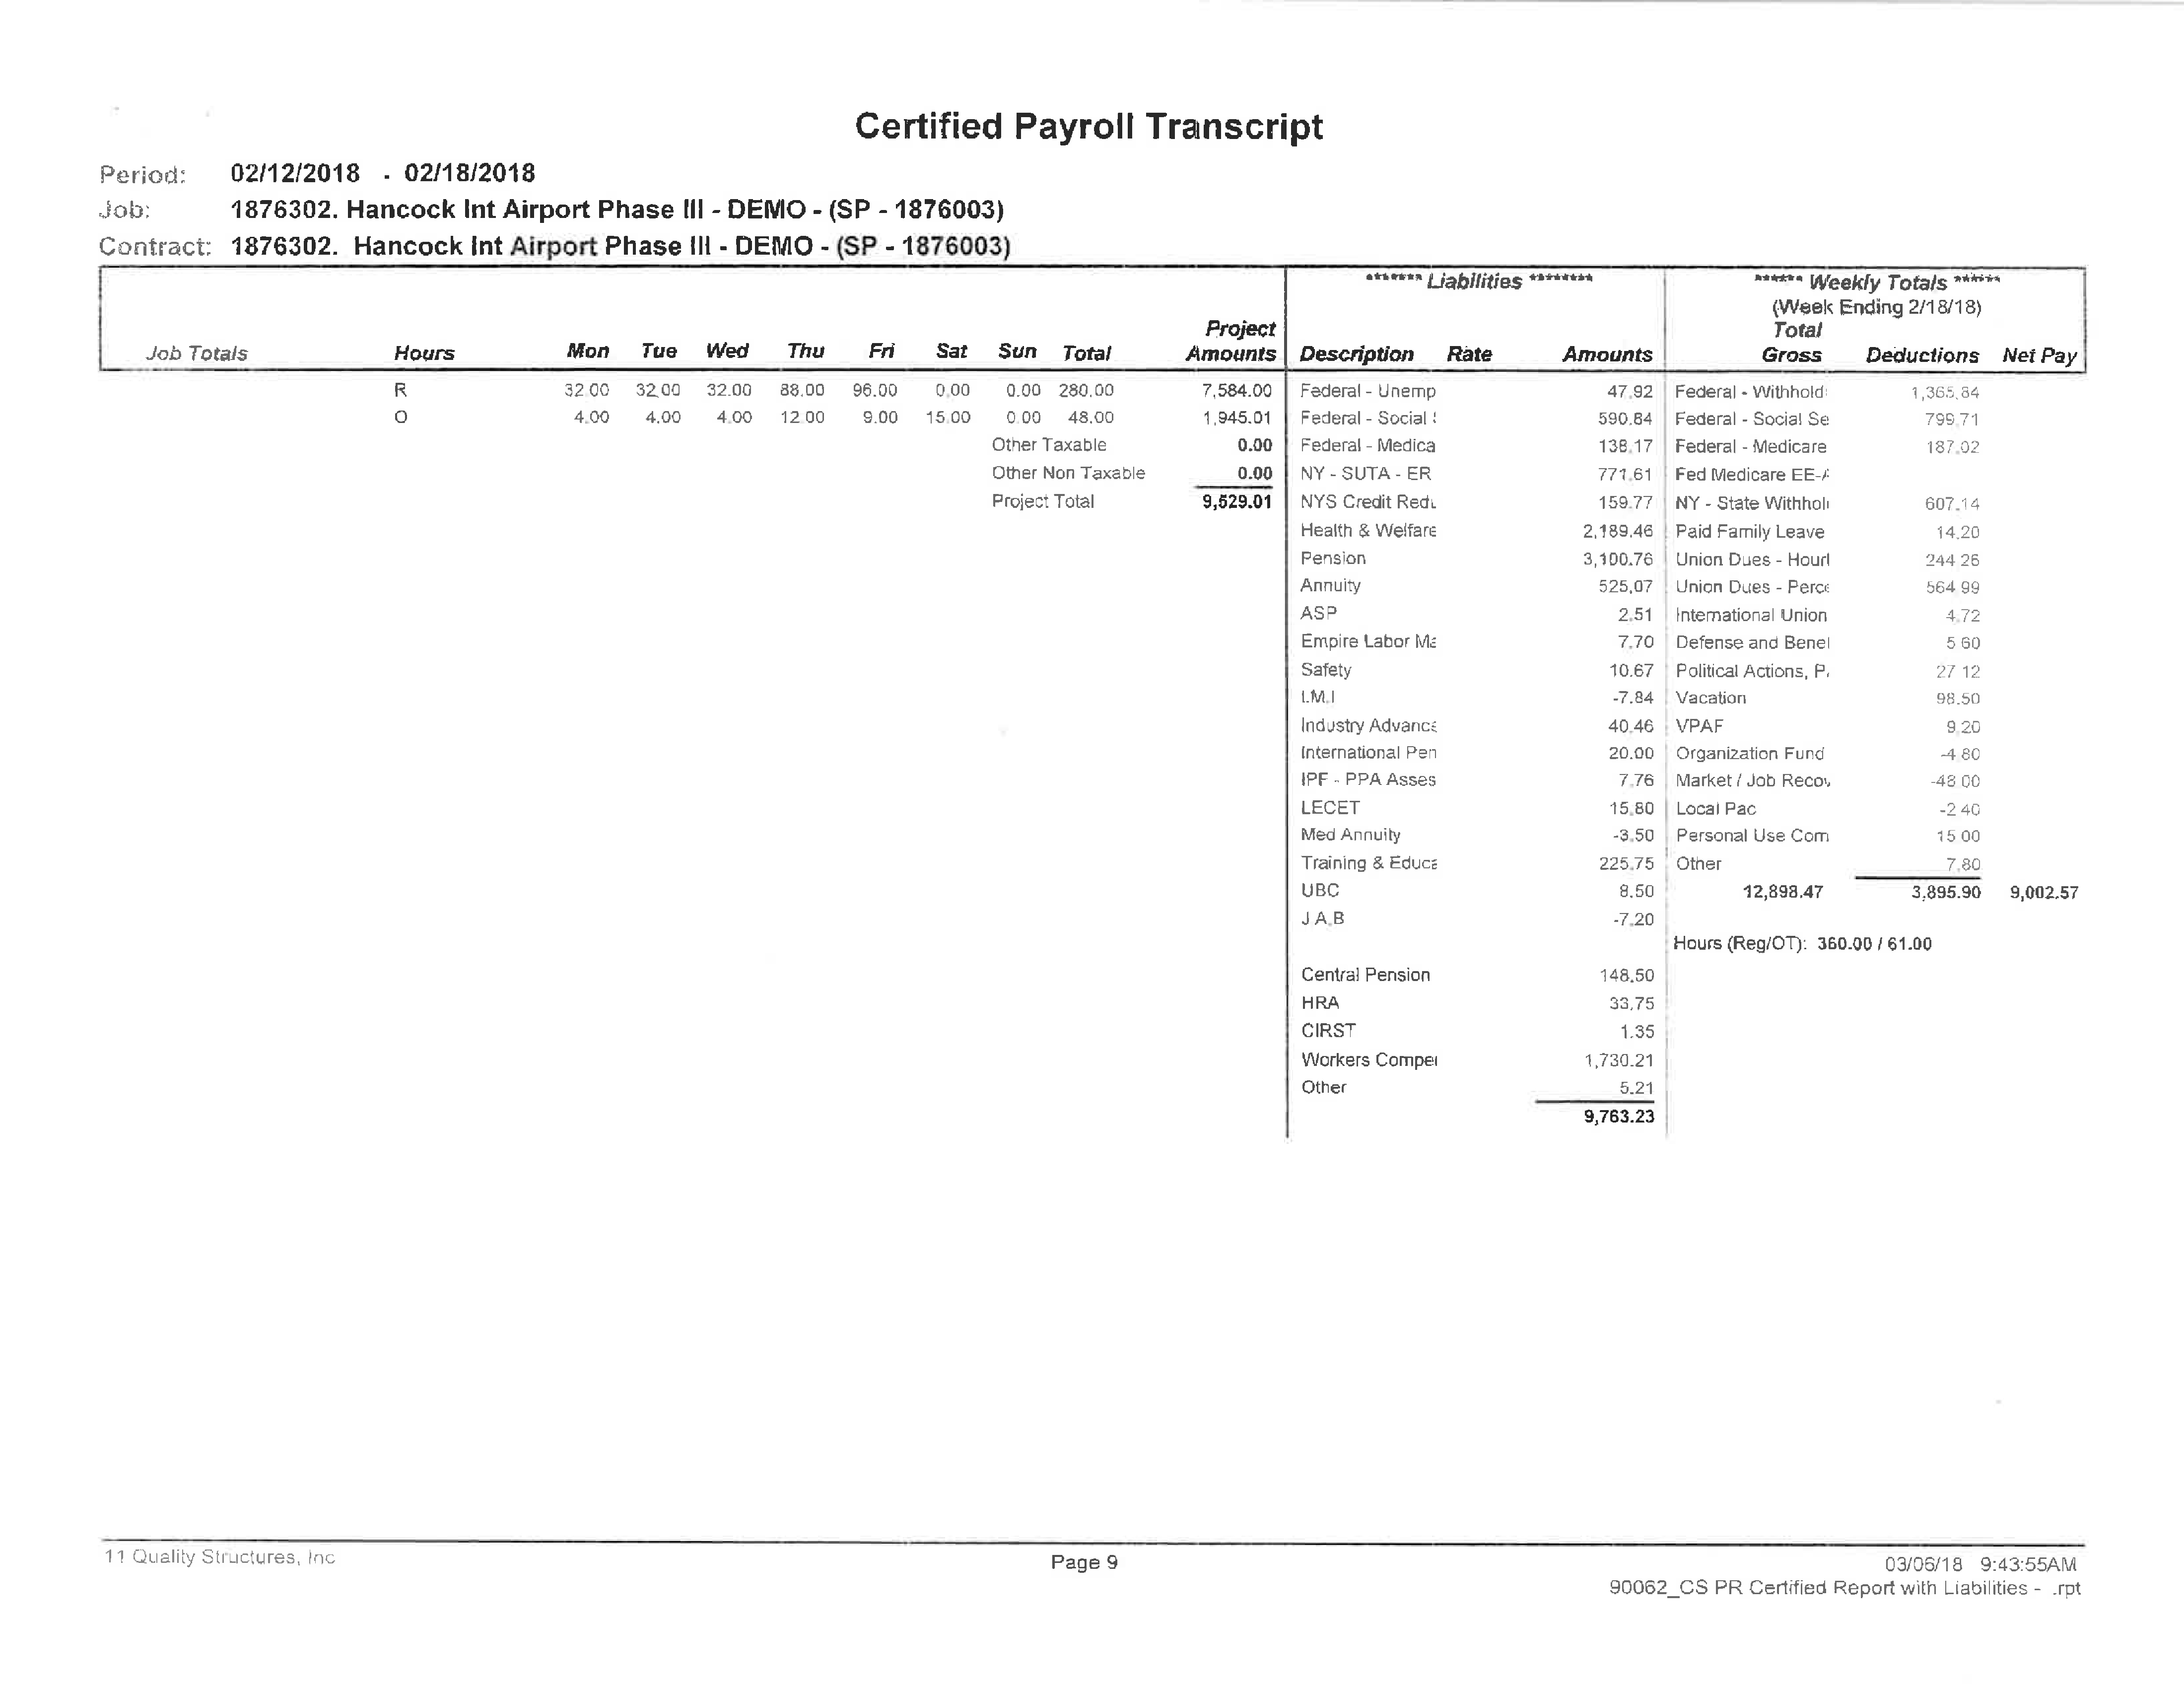 Certified Payroll Transcript
Period: 02/12/2018 - 02/18/2018
Job: 1876302. Hancock Int Airport Phase III - DEMO - (SP - 1876003)
Contract: 1876302. Hancock Int Airport Phase III - DEMO - (SP - 1876003)
******* Liabilities ******** ****** Weekly Totals ******
(Week Ending 2/18/18)
Project Total
Job Totals Hours Mon Tue Wed Thu Fri Sat Sun Total Amounts Description Rate Amounts Gross Deductions Net Pay
R 32.00 32.00 32.00 88.00 96.00 0.00 0.00 280.00 7,584.00 Federal - Unemp 47.92 Federal - Withhold 1,365.84
O 4.00 4.00 4.00 12.00 9.00 15.00 0.00 48.00 1,945.01 Federal - Social 590.84 Federal - Social Se 799.71
Other Taxable 0.00 Federal - Medica 138.17 Federal - Medicare 187.02
Other Non Taxable 0.00 NY - SUTA - ER 771.61 Fed Medicare EE-A
Project Total 9,529.01 NYS Credit Redu 159.77 NY - State Withhol 607.14
Health & Welfare 2,189.46 Paid Family Leave 14.20
Pension 3,100.76 Union Dues - Hourl 244.26
Annuity 525.07 Union Dues - Perce 564.99
ASP 2.51 International Union 4.72
Empire Labor Ma 7.70 Defense and Benef 5.60
Safety 10.67 Political Actions, P 27.12
I.M.I -7.84 Vacation 98.50
Industry Advance 40.46 VPAF 9.20
International Pen 20.00 Organization Fund -4.80
IPF - PPA Asses 7.76 Market / Job Recov -48.00
LECET 15.80 Local Pac -2.40
Med Annuity -3.50 Personal Use Com 15.00
Training & Educa 225.75 Other 7.80
UBC 8.50 12,898.47 3,895.90 9,002.57
J.A.B -7.20
Hours (Reg/OT): 360.00 / 61.00
Central Pension 148.50
HRA 33.75
CIRST 1.35
Workers Compe 1,730.21
Other 5.21
9,763.23
11 Quality Structures, Inc Page 9 03/06/18 9:43:55AM
90062_CS PR Certified Report with Liabilities - .rpt